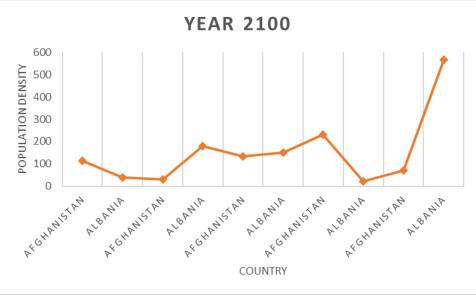 YEAR 2100
POPULATION DENSITY
600
500
400
300
200
100
0
AFGHANISTAN
ALBANIA
AFGHANISTAN
ALBANIA
AFGHANISTAN
ALBANIA
AFGHANISTAN
ALBANIA
AFGHANISTAN
ALBANIA
COUNTRY